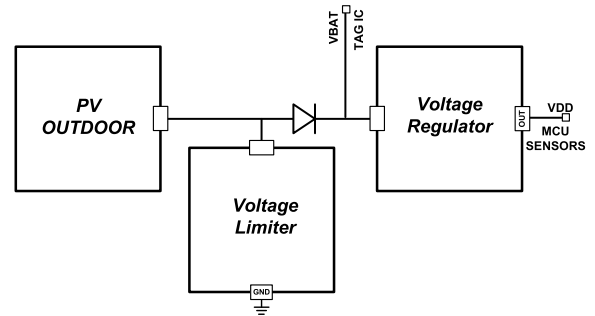 PV
OUTDOOR
VBAT
TAG IC
Voltage
Regulator
OUT
VDD
MCU
SENSORS
Voltage
Limiter
GND